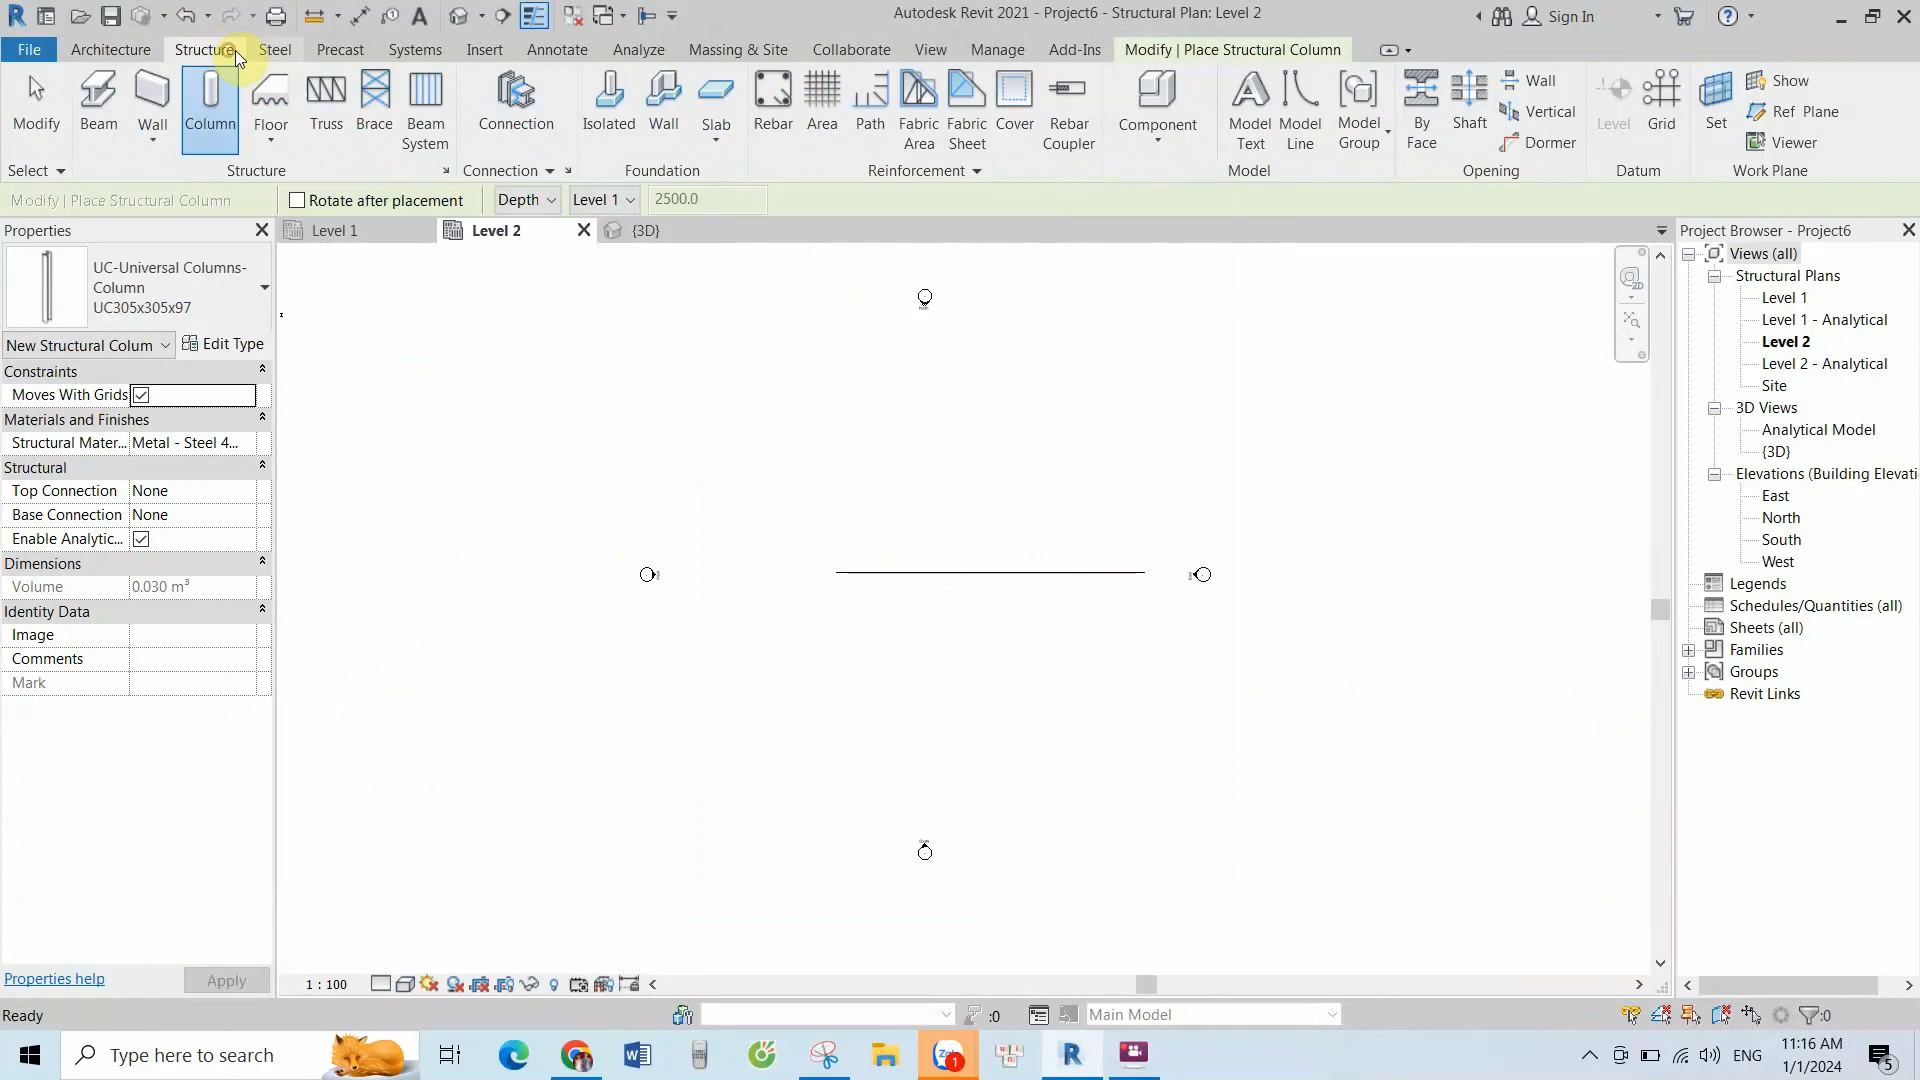 Autodesk Revit 2021 - Project6 - Structural Plan: Level 2
Sign In
File Architecture Structure Steel Precast Systems Insert Annotate Analyze Massing & Site Collaborate View Manage Add-Ins Modify | Place Structural Column
Modify Beam Wall Column Floor Truss Brace Beam System Connection Isolated Wall Slab Rebar Area Path Fabric Area Fabric Sheet Cover Rebar Coupler Component Model Text Model Line Model Group By Face Shaft Wall Vertical Dormer Level Grid Set Show Ref Plane Viewer
Select Structure Connection Foundation Reinforcement Model Opening Datum Work Plane
Modify | Place Structural Column Rotate after placement Depth Level 1 2500.0
Properties
Level 1 Level 2 {3D}
Project Browser - Project6
UC-Universal Columns-
Column
UC305x305x97
New Structural Colum Edit Type
Constraints
Moves With Grids
Materials and Finishes
Structural Mater... Metal - Steel 4...
Structural
Top Connection None
Base Connection None
Enable Analytic...
Dimensions
Volume 0.030 m³
Identity Data
Image
Comments
Mark
Properties help Apply
2D
Views (all)
Structural Plans
Level 1
Level 1 - Analytical
Level 2
Level 2 - Analytical
Site
3D Views
Analytical Model
{3D}
Elevations (Building Elevati
East
North
South
West
Legends
Schedules/Quantities (all)
Sheets (all)
Families
Groups
Revit Links
1 : 100
Ready :0 Main Model :0
Type here to search
1
ENG
11:16 AM
1/1/2024
5